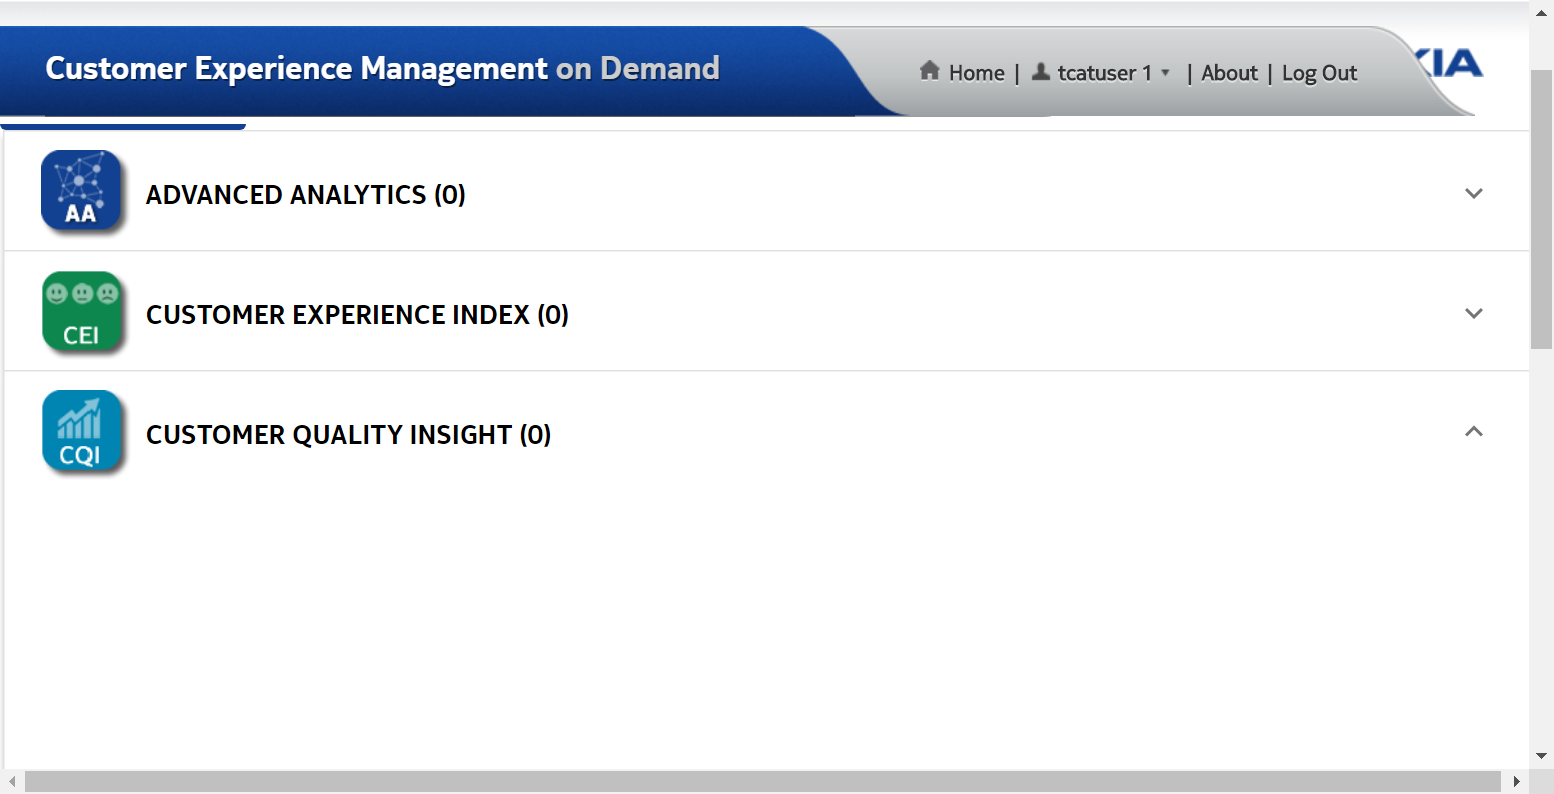 Customer Experience Management on Demand
Home | tcatuser 1 | About | Log Out
AA
ADVANCED ANALYTICS (0)
CEI
CUSTOMER EXPERIENCE INDEX (0)
CQI
CUSTOMER QUALITY INSIGHT (0)